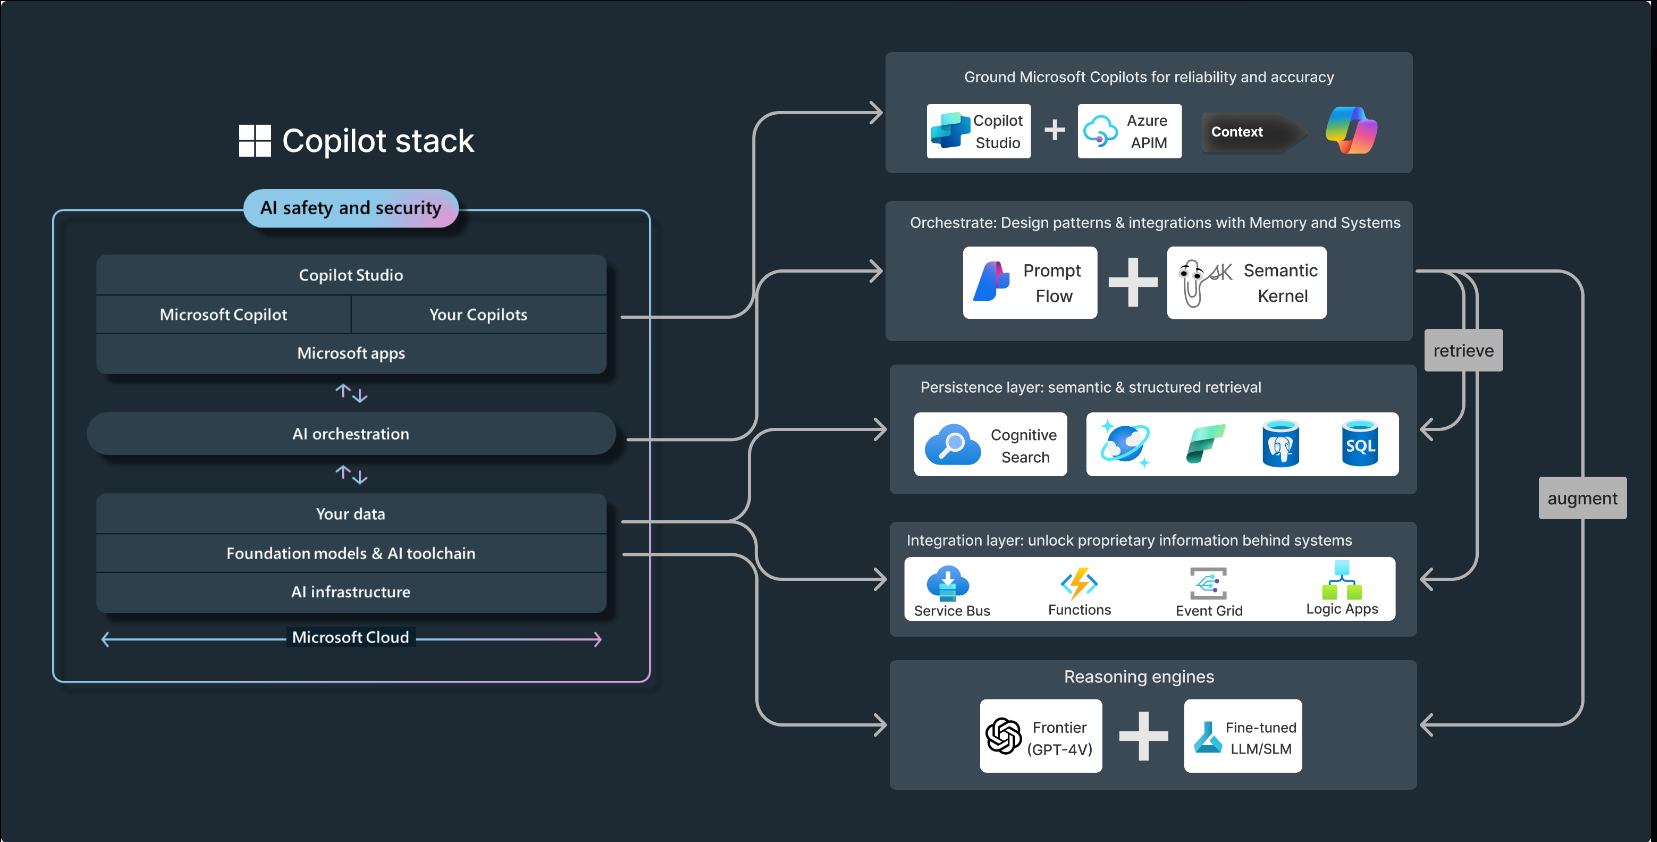 Copilot stack
AI safety and security
Copilot Studio
Microsoft Copilot
Your Copilots
Microsoft apps
AI orchestration
Your data
Foundation models & AI toolchain
AI infrastructure
Microsoft Cloud
Ground Microsoft Copilots for reliability and accuracy
Copilot
Studio
Azure
APIM
Context
Orchestrate: Design patterns & integrations with Memory and Systems
Prompt
Flow
SK
Semantic
Kernel
retrieve
Persistence layer: semantic & structured retrieval
Cognitive
Search
SQL
augment
Integration layer: unlock proprietary information behind systems
Service Bus
Functions
Event Grid
Logic Apps
Reasoning engines
Frontier
(GPT-4V)
Fine-tuned
LLM/SLM